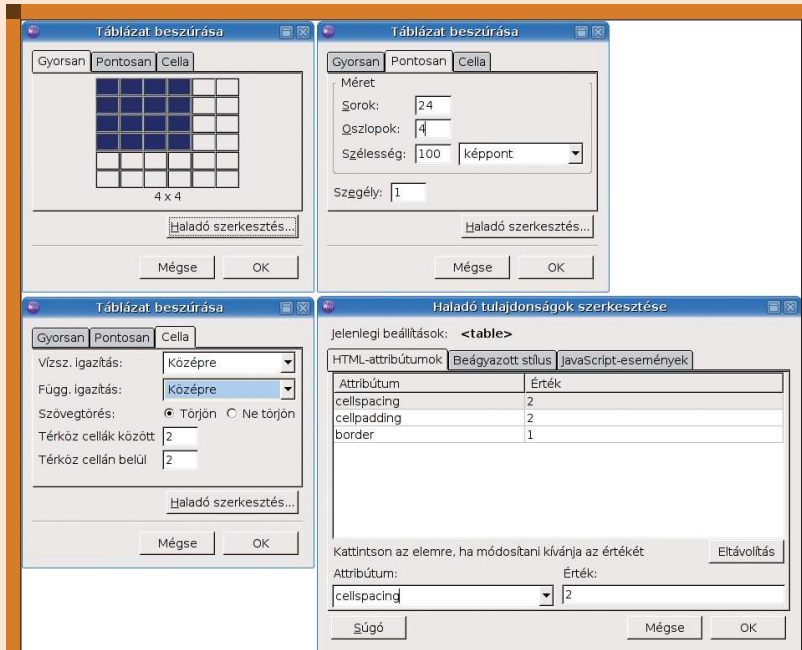 Táblázat beszúrása
Gyorsan Pontosan Cella
4 x 4
Haladó szerkesztés...
Mégse OK
Táblázat beszúrása
Gyorsan Pontosan Cella
Méret
Sorok: 24
Oszlopok: 4
Szélesség: 100 képpont
Szegély: 1
Haladó szerkesztés...
Mégse OK
Táblázat beszúrása
Gyorsan Pontosan Cella
Vízsz. igazítás: Középre
Függ. igazítás: Középre
Szövegtörés: Törjön Ne törjön
Térköz cellák között 2
Térköz cellán belül 2
Haladó szerkesztés...
Mégse OK
Haladó tulajdonságok szerkesztése
Jelenlegi beállítások: <table>
HTML-attribútumok Beágyazott stílus JavaScript-események
Attribútum Érték
cellspacing 2
cellpadding 2
border 1
Kattintson az elemre, ha módosítani kívánja az értékét Eltávolítás
Attribútum: Érték:
cellspacing 2
Súgó Mégse OK